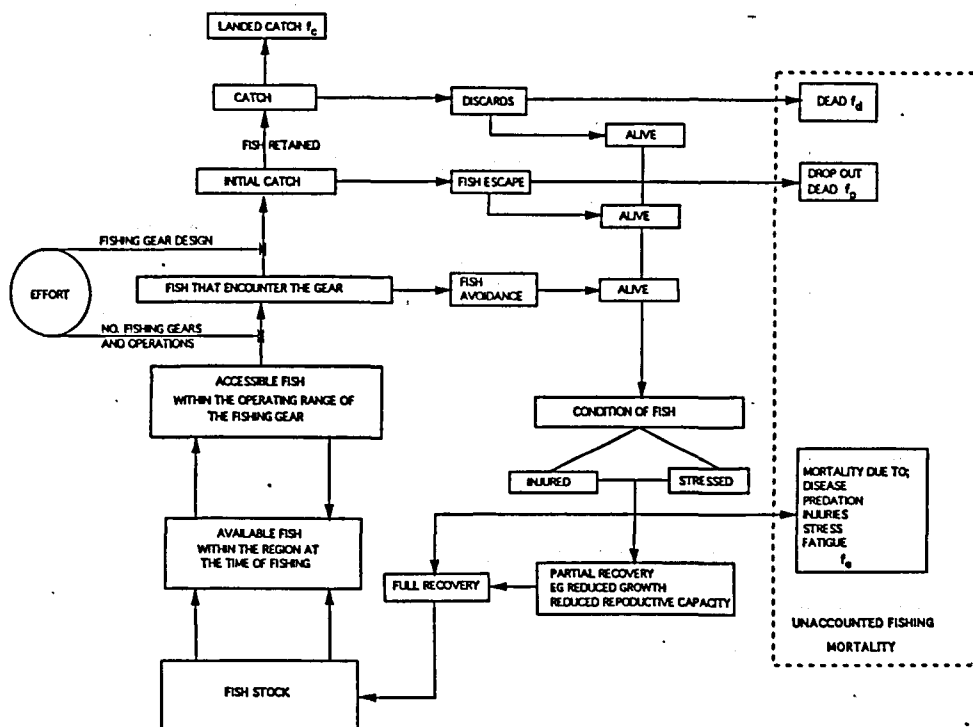 LANDED CATCH fc
CATCH
DISCARDS
DEAD fd
ALIVE
FISH RETAINED
INITIAL CATCH
FISH ESCAPE
DROP OUT
DEAD fo
ALIVE
FISHING GEAR DESIGN
EFFORT
FISH THAT ENCOUNTER THE GEAR
FISH
AVOIDANCE
ALIVE
NO. FISHING GEARS
AND OPERATIONS
ACCESSIBLE FISH
WITHIN THE OPERATING RANGE OF
THE FISHING GEAR
CONDITION OF FISH
INJURED
STRESSED
MORTALITY DUE TO;
DISEASE
PREDATION
INJURIES
STRESS
FATIGUE
fe
AVAILABLE FISH
WITHIN THE REGION AT
THE TIME OF FISHING
FULL RECOVERY
PARTIAL RECOVERY
EG REDUCED GROWTH
REDUCED REPODUCTIVE CAPACITY
UNACCOUNTED FISHING
MORTALITY
FISH STOCK